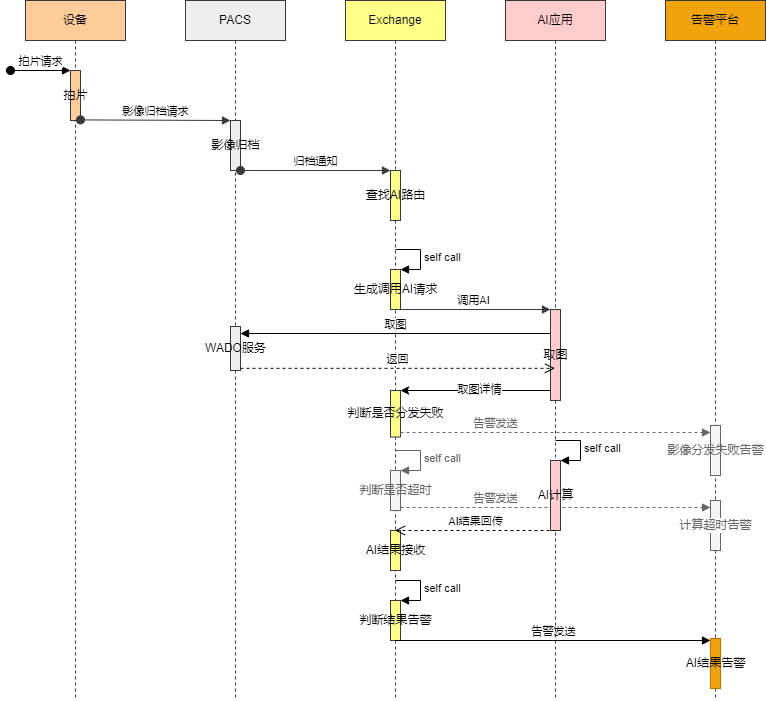 设备
PACS
Exchange
AI应用
告警平台
拍片请求
拍片
影像归档请求
影像归档
归档通知
查找AI路由
self call
生成调用AI请求
调用AI
取图
WADO服务
取图
返回
取图详情
判断是否分发失败
告警发送
影像分发失败告警
self call
self call
判断是否超时
AI计算
告警发送
计算超时告警
AI结果回传
AI结果接收
self call
判断结果告警
告警发送
AI结果告警